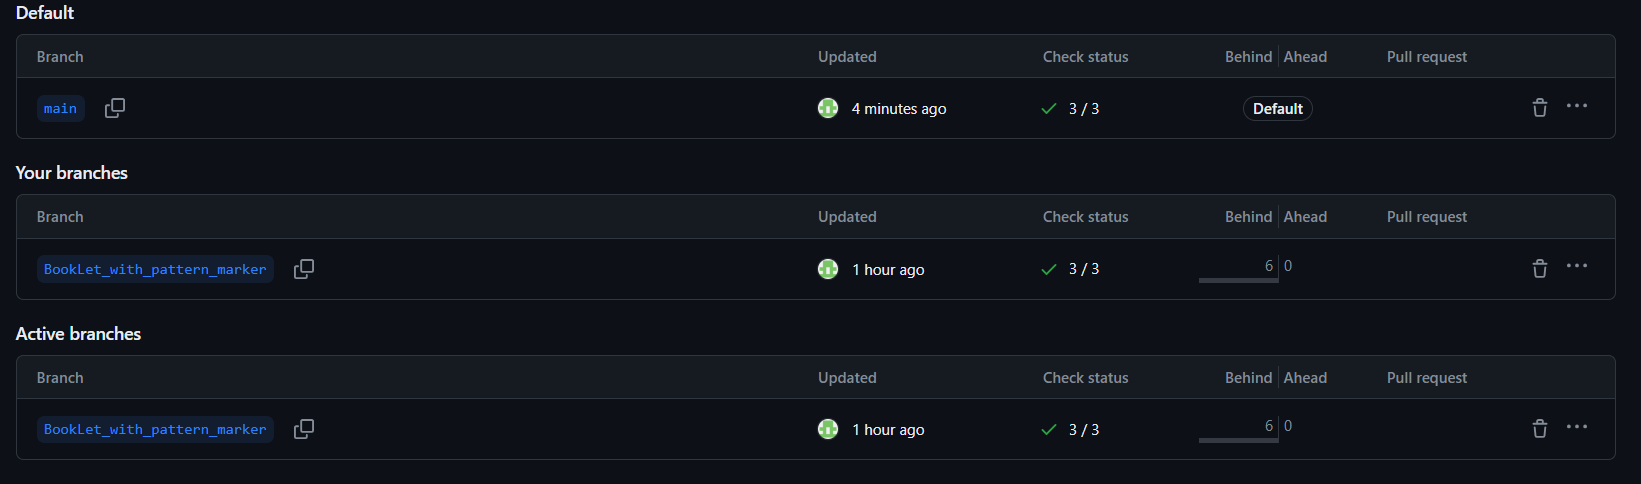 Default
Branch Updated Check status Behind Ahead Pull request
main 4 minutes ago 3 / 3 Default
Your branches
Branch Updated Check status Behind Ahead Pull request
BookLet_with_pattern_marker 1 hour ago 3 / 3 6 0
Active branches
Branch Updated Check status Behind Ahead Pull request
BookLet_with_pattern_marker 1 hour ago 3 / 3 6 0